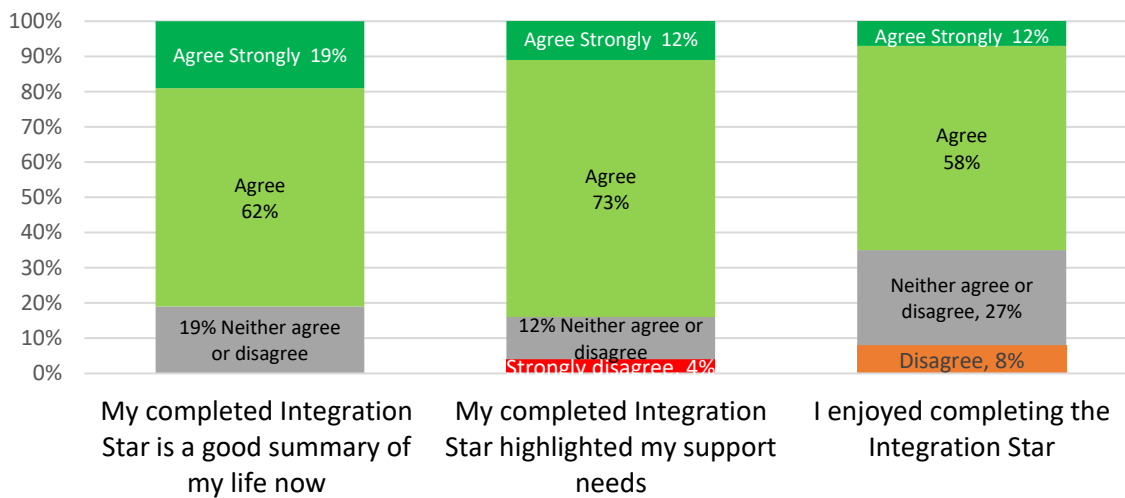 100%
90%
80%
70%
60%
50%
40%
30%
20%
10%
0%
Agree Strongly 19%
Agree
62%
19% Neither agree
or disagree
Agree Strongly 12%
Agree
73%
12% Neither agree or
disagree
Strongly disagree, 4%
Agree Strongly 12%
Agree
58%
Neither agree or
disagree, 27%
Disagree, 8%
My completed Integration
Star is a good summary of
my life now
My completed Integration
Star highlighted my support
needs
I enjoyed completing the
Integration Star